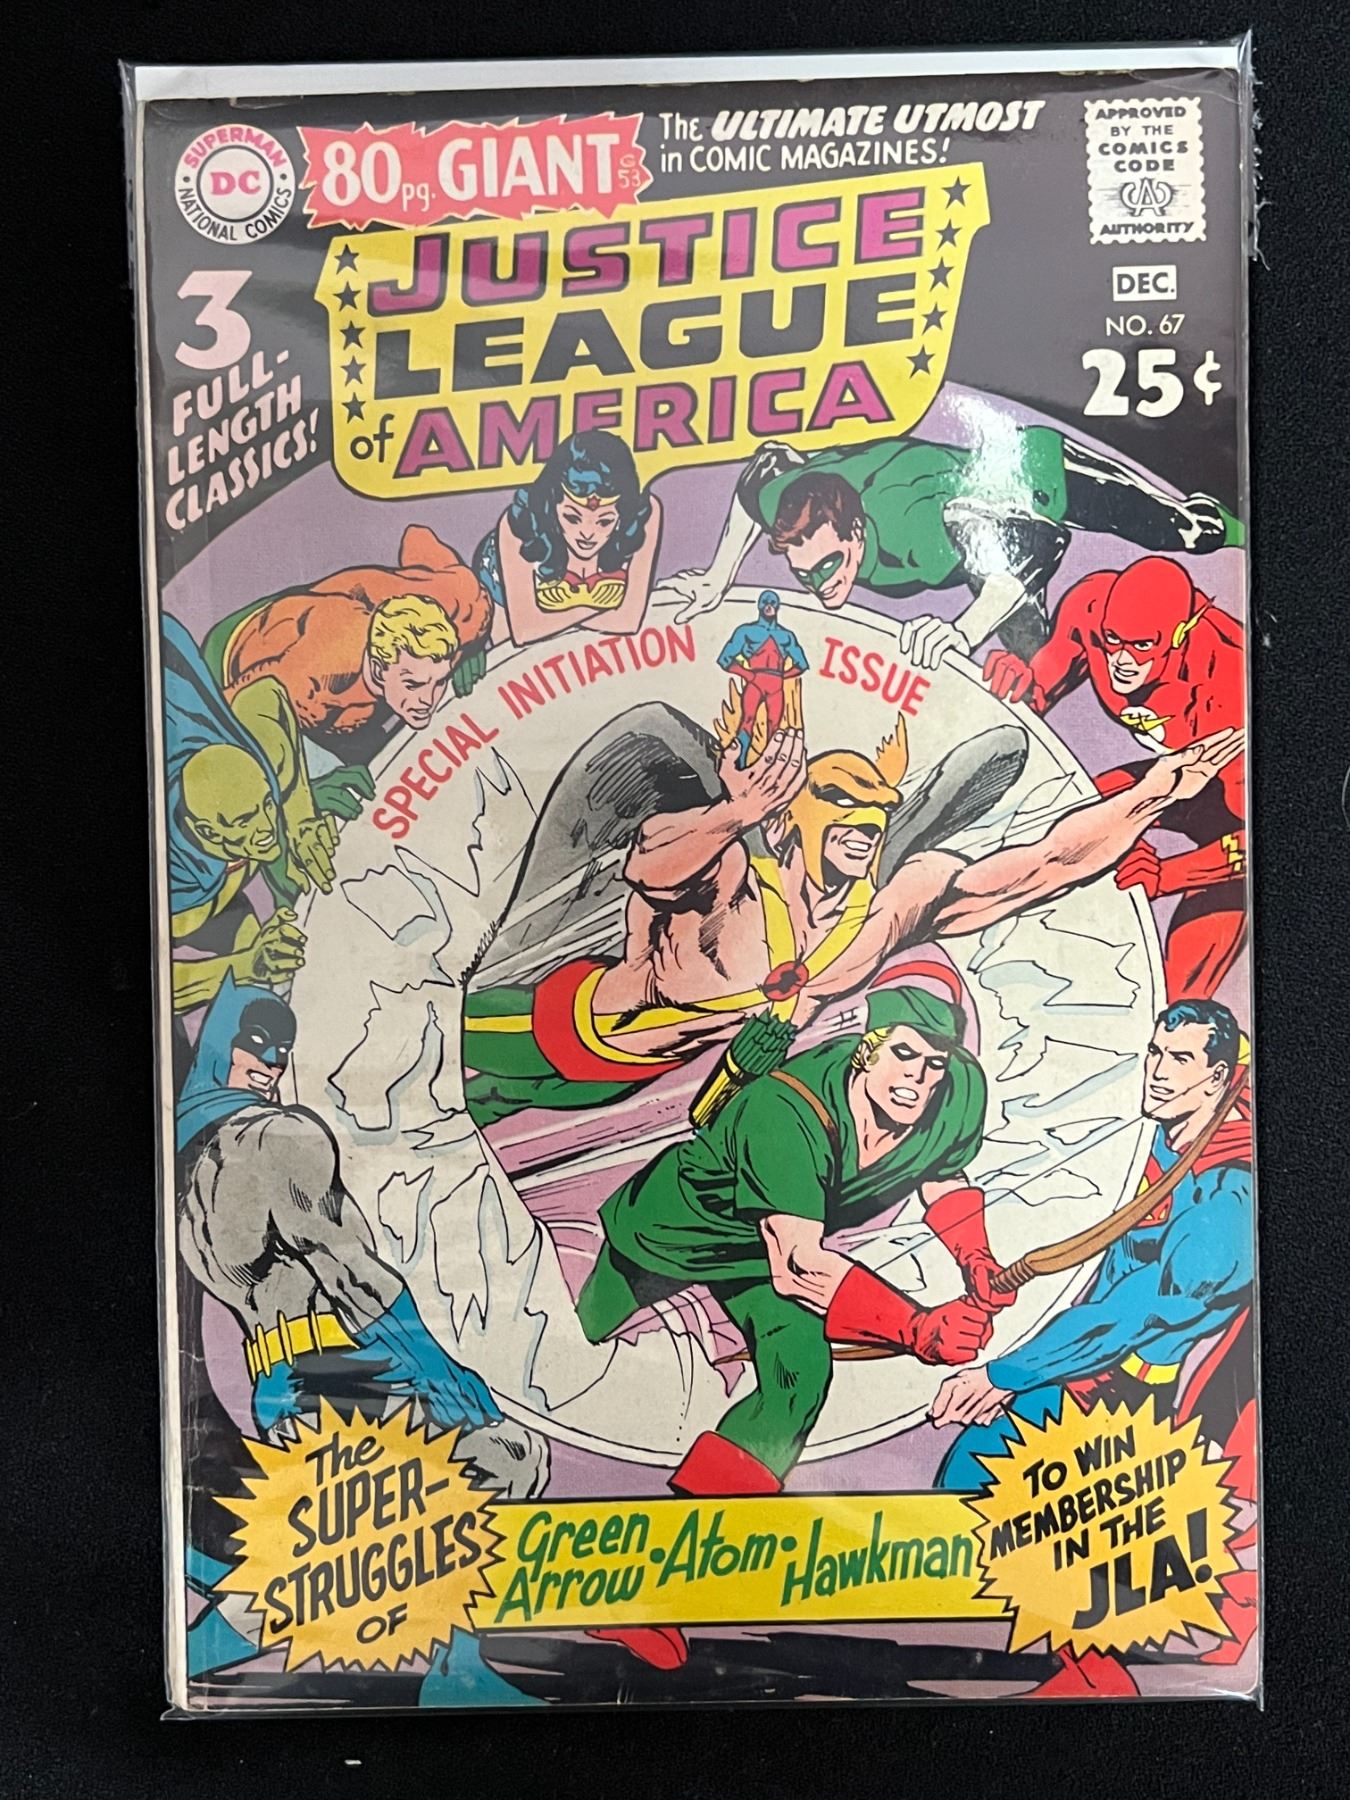 SUPERMAN
DC
NATIONAL COMICS
80pg. GIANT
G
53
The ULTIMATE UTMOST
in COMIC MAGAZINES!
APPROVED
BY THE
COMICS
CODE
CA
AUTHORITY
JUSTICE
LEAGUE
of AMERICA
DEC.
NO. 67
25¢
3
FULL-
LENGTH
CLASSICS!
SPECIAL INITIATION ISSUE
The
SUPER-
STRUGGLES
OF
Green
Arrow • Atom • Hawkman
TO WIN
MEMBERSHIP
IN THE
JLA!